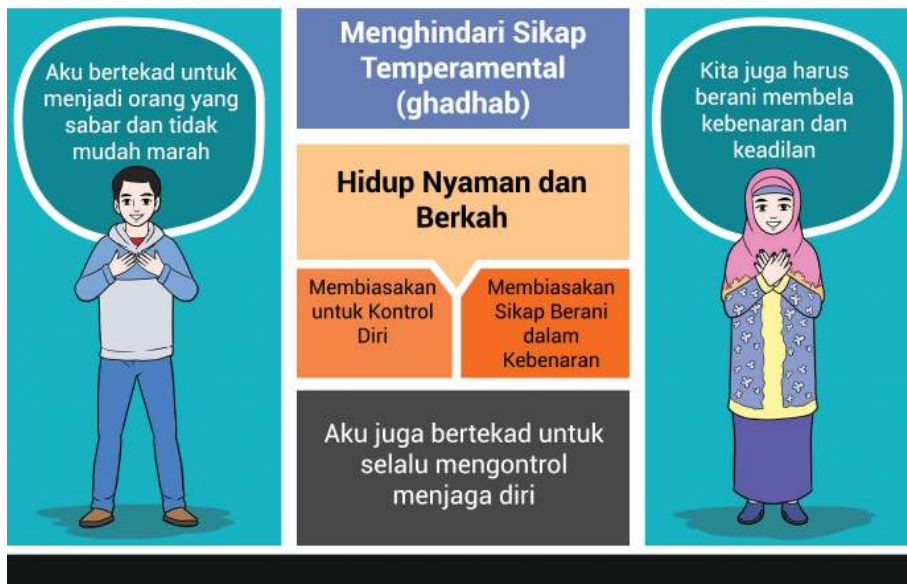 Aku bertekad untuk
menjadi orang yang
sabar dan tidak
mudah marah
Menghindari Sikap
Temperamental
(ghadhab)
Hidup Nyaman dan
Berkah
Membiasakan
untuk Kontrol
Diri
Membiasakan
Sikap Berani
dalam
Kebenaran
Aku juga bertekad untuk
selalu mengontrol
menjaga diri
Kita juga harus
berani membela
kebenaran dan
keadilan